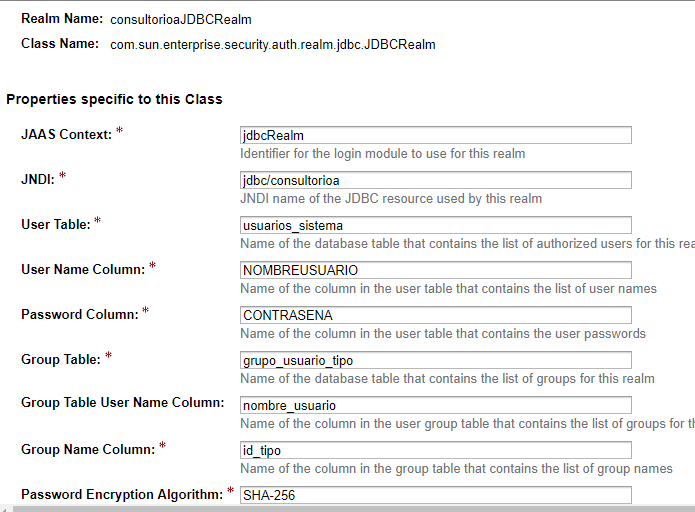 Realm Name: consultorioaJDBCRealm
Class Name: com.sun.enterprise.security.auth.realm.jdbc.JDBCRealm
Properties specific to this Class
JAAS Context: * jdbcRealm
Identifier for the login module to use for this realm
JNDI: * jdbc/consultorioa
JNDI name of the JDBC resource used by this realm
User Table: * usuarios_sistema
Name of the database table that contains the list of authorized users for this rea
User Name Column: * NOMBREUSUARIO
Name of the column in the user table that contains the list of user names
Password Column: * CONTRASENA
Name of the column in the user table that contains the user passwords
Group Table: * grupo_usuario_tipo
Name of the database table that contains the list of groups for this realm
Group Table User Name Column: nombre_usuario
Name of the column in the user group table that contains the list of groups for th
Group Name Column: * id_tipo
Name of the column in the group table that contains the list of group names
Password Encryption Algorithm: * SHA-256